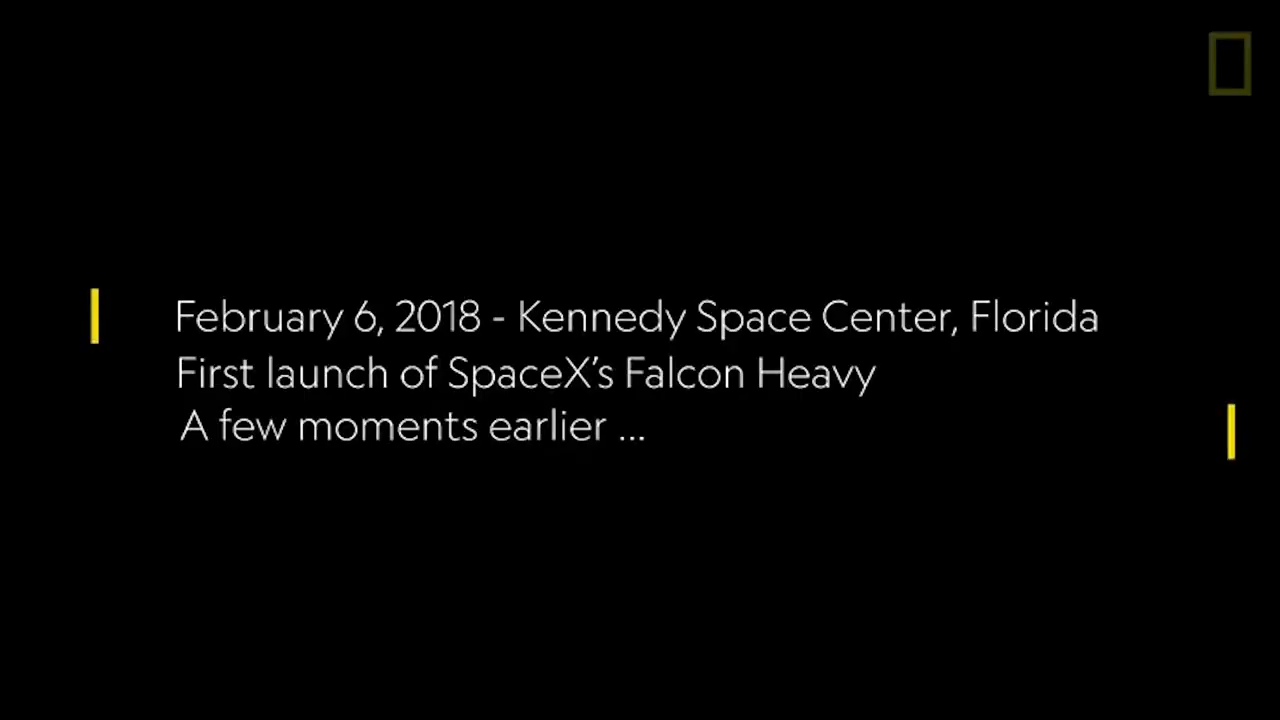 February 6, 2018 - Kennedy Space Center, Florida
First launch of SpaceX’s Falcon Heavy
A few moments earlier ...